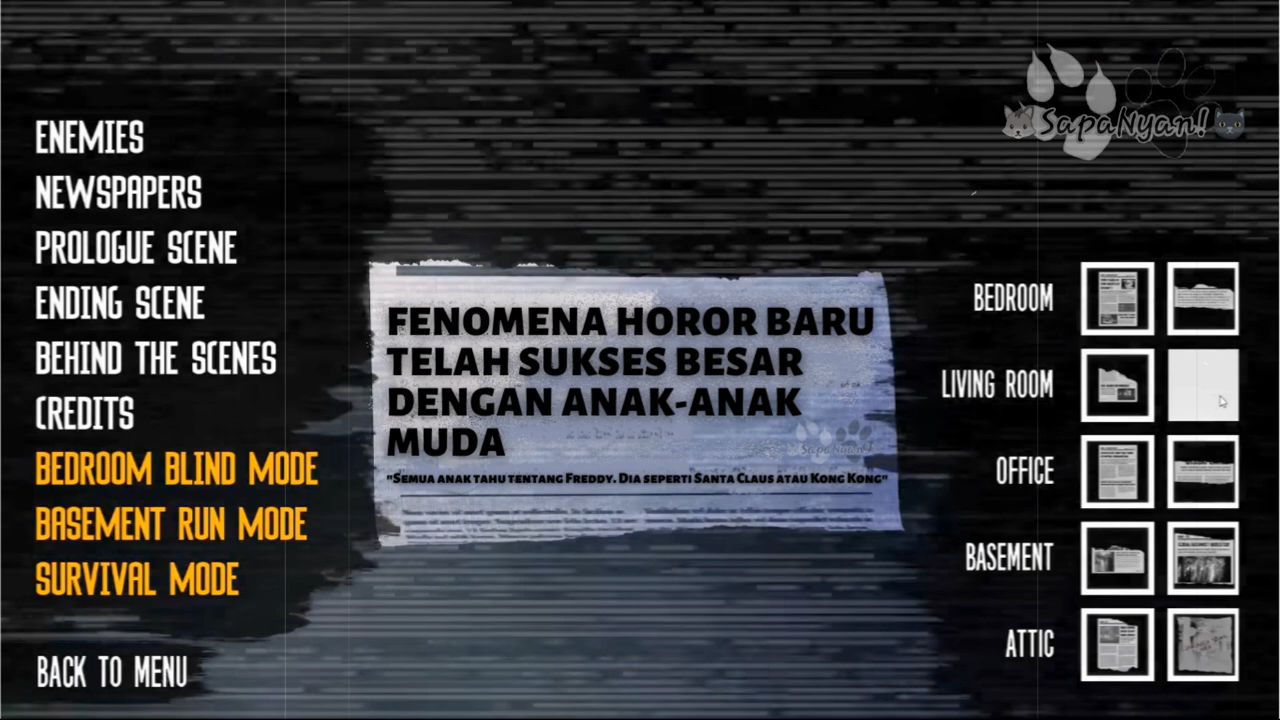 SapaNyan!
ENEMIES
NEWSPAPERS
PROLOGUE SCENE
ENDING SCENE
BEHIND THE SCENES
CREDITS
BEDROOM BLIND MODE
BASEMENT RUN MODE
SURVIVAL MODE
BACK TO MENU
FENOMENA HOROR BARU
TELAH SUKSES BESAR
DENGAN ANAK-ANAK
MUDA
SapaNyan!
"Semua anak tahu tentang Freddy. Dia seperti Santa Claus atau Kong Kong"
BEDROOM
LIVING ROOM
OFFICE
BASEMENT
ATTIC